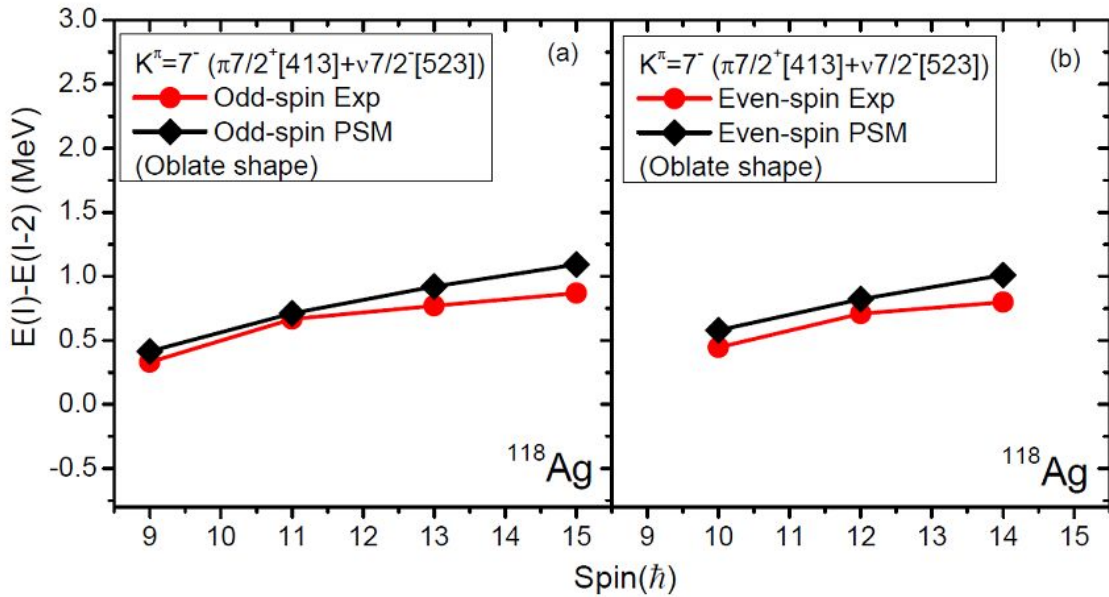 3.0
2.5
2.0
1.5
1.0
0.5
0.0
-0.5
E(I)-E(I-2) (MeV)
(a)
Kπ=7- (π7/2+[413]+ν7/2-[523])
Odd-spin Exp
Odd-spin PSM
(Oblate shape)
118Ag
9 10 11 12 13 14 15
(b)
Kπ=7- (π7/2+[413]+ν7/2-[523])
Even-spin Exp
Even-spin PSM
(Oblate shape)
118Ag
9 10 11 12 13 14 15
Spin(ℏ)